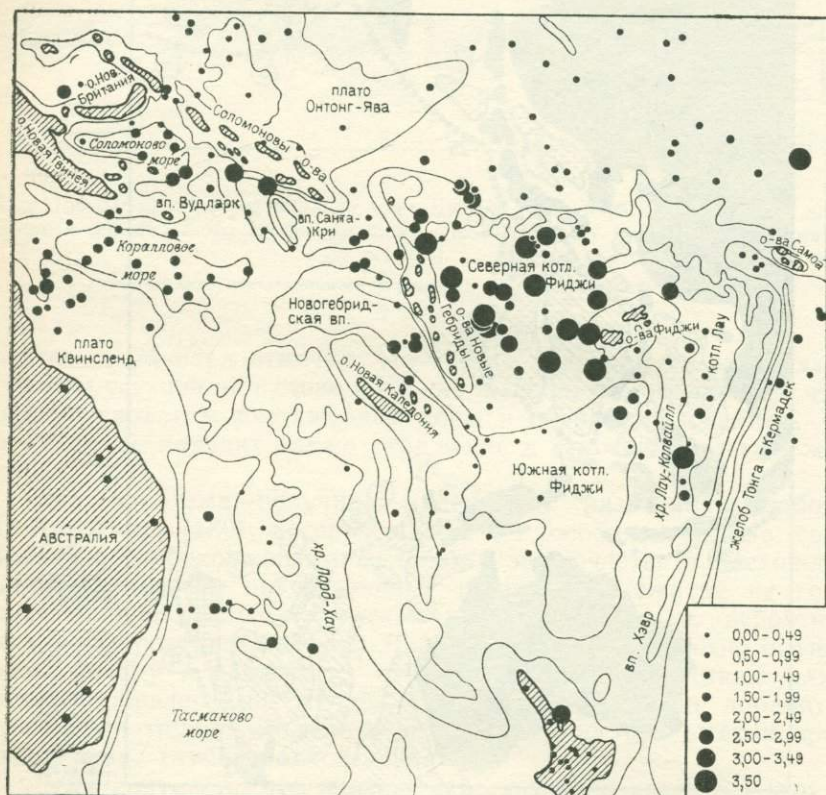 о. Нов.
Британия
о. Новая Гвинея
Соломоново
море
Соломоновы о-ва
плато
Онтонг-Ява
вп. Вудларк
вп. Санта-
Кри
Коралловое
море
Новогебрид-
ская вп.
о-ва Новые
Гебриды
Северная котл.
Фиджи
о-ва Фиджи
о-ва Самоа
плато
Квинсленд
о. Новая Каледония
котл. Лау
хр. Лау-Колвайлл
желоб Тонга-Кермадек
Южная котл.
Фиджи
АВСТРАЛИЯ
хр. Лорд-Хау
вп. Хэвр
Тасманово
море
0,00-0,49
0,50-0,99
1,00-1,49
1,50-1,99
2,00-2,49
2,50-2,99
3,00-3,49
3,50